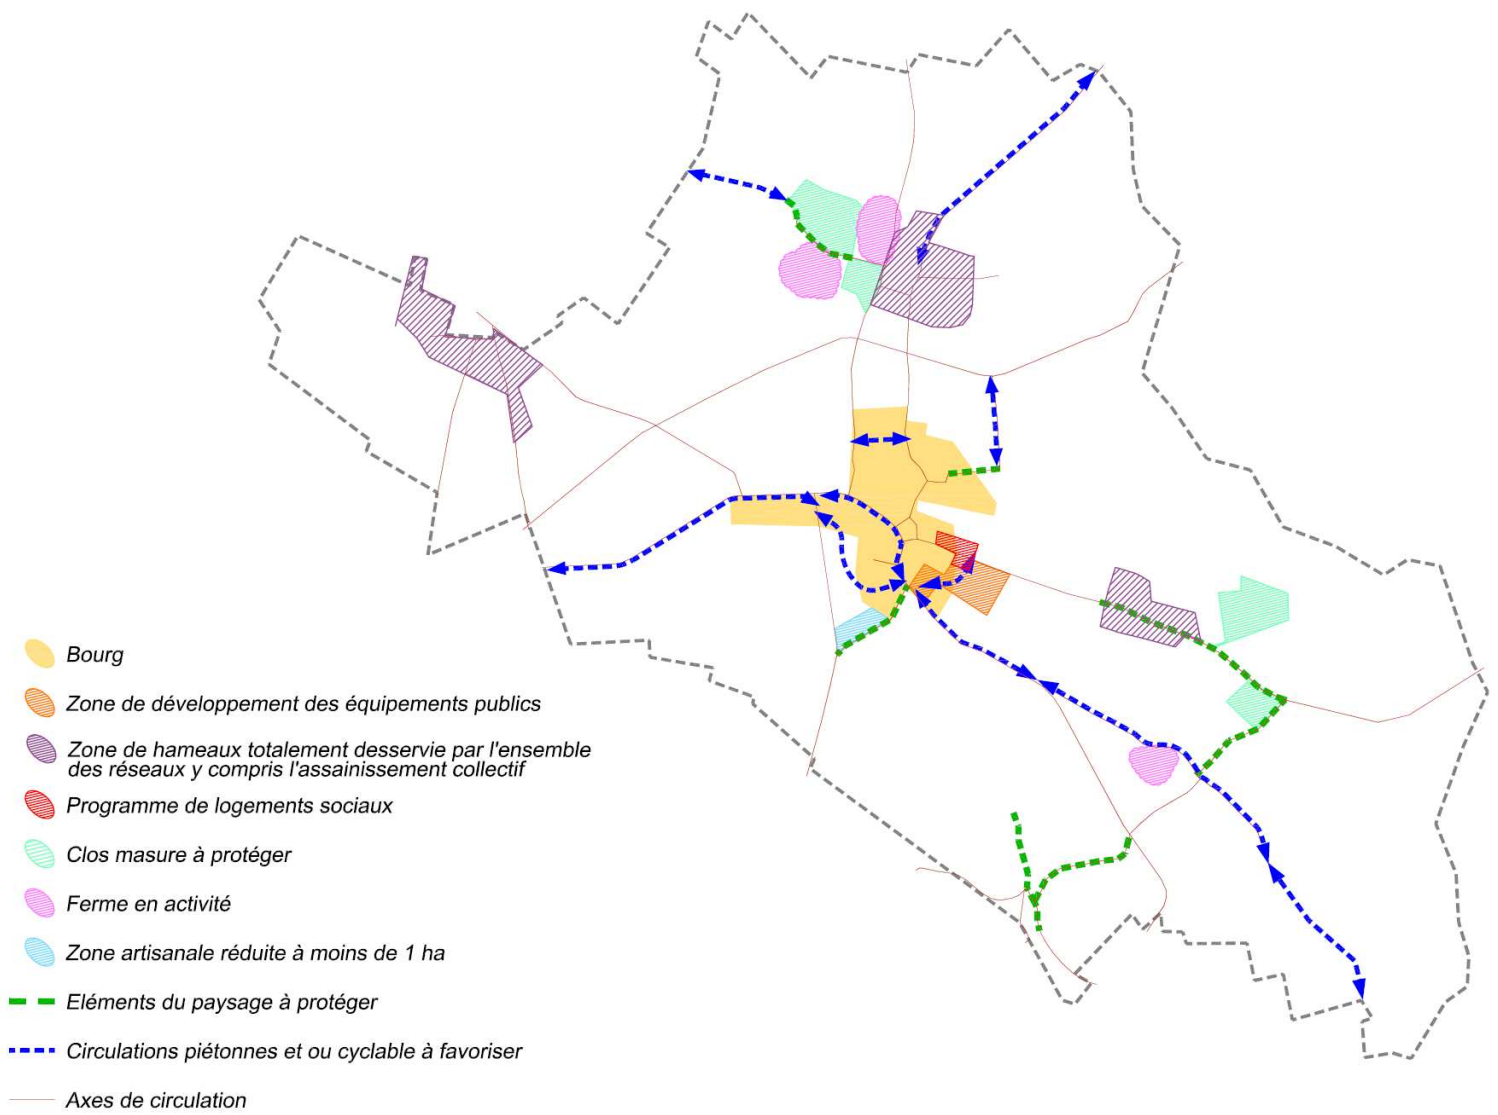 Bourg
Zone de développement des équipements publics
Zone de hameaux totalement desservie par l'ensemble
des réseaux y compris l'assainissement collectif
Programme de logements sociaux
Clos masure à protéger
Ferme en activité
Zone artisanale réduite à moins de 1 ha
Eléments du paysage à protéger
Circulations piétonnes et ou cyclable à favoriser
Axes de circulation